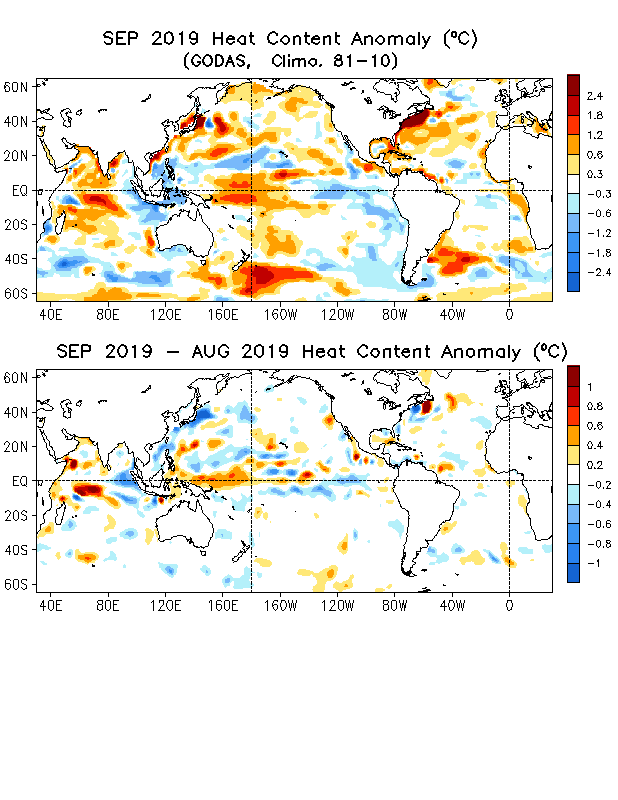 SEP 2019 Heat Content Anomaly (°C)
(GODAS, Climo. 81-10)
60N
40N
20N
EQ
20S
40S
60S
40E 80E 120E 160E 160W 120W 80W 40W 0
2.4
1.8
1.2
0.6
0.3
-0.3
-0.6
-1.2
-1.8
-2.4
SEP 2019 - AUG 2019 Heat Content Anomaly (°C)
60N
40N
20N
EQ
20S
40S
60S
40E 80E 120E 160E 160W 120W 80W 40W 0
1
0.8
0.6
0.4
0.2
-0.2
-0.4
-0.6
-0.8
-1